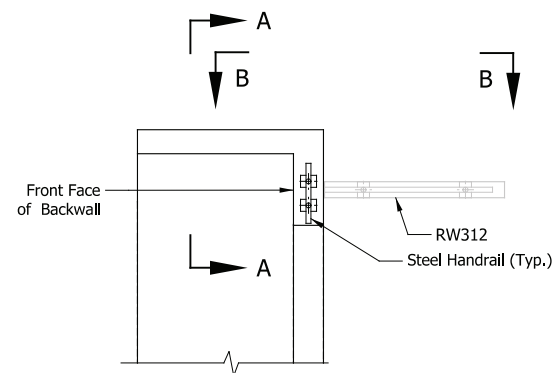 A
B
B
Front Face
of Backwall
RW312
Steel Handrail (Typ.)
A